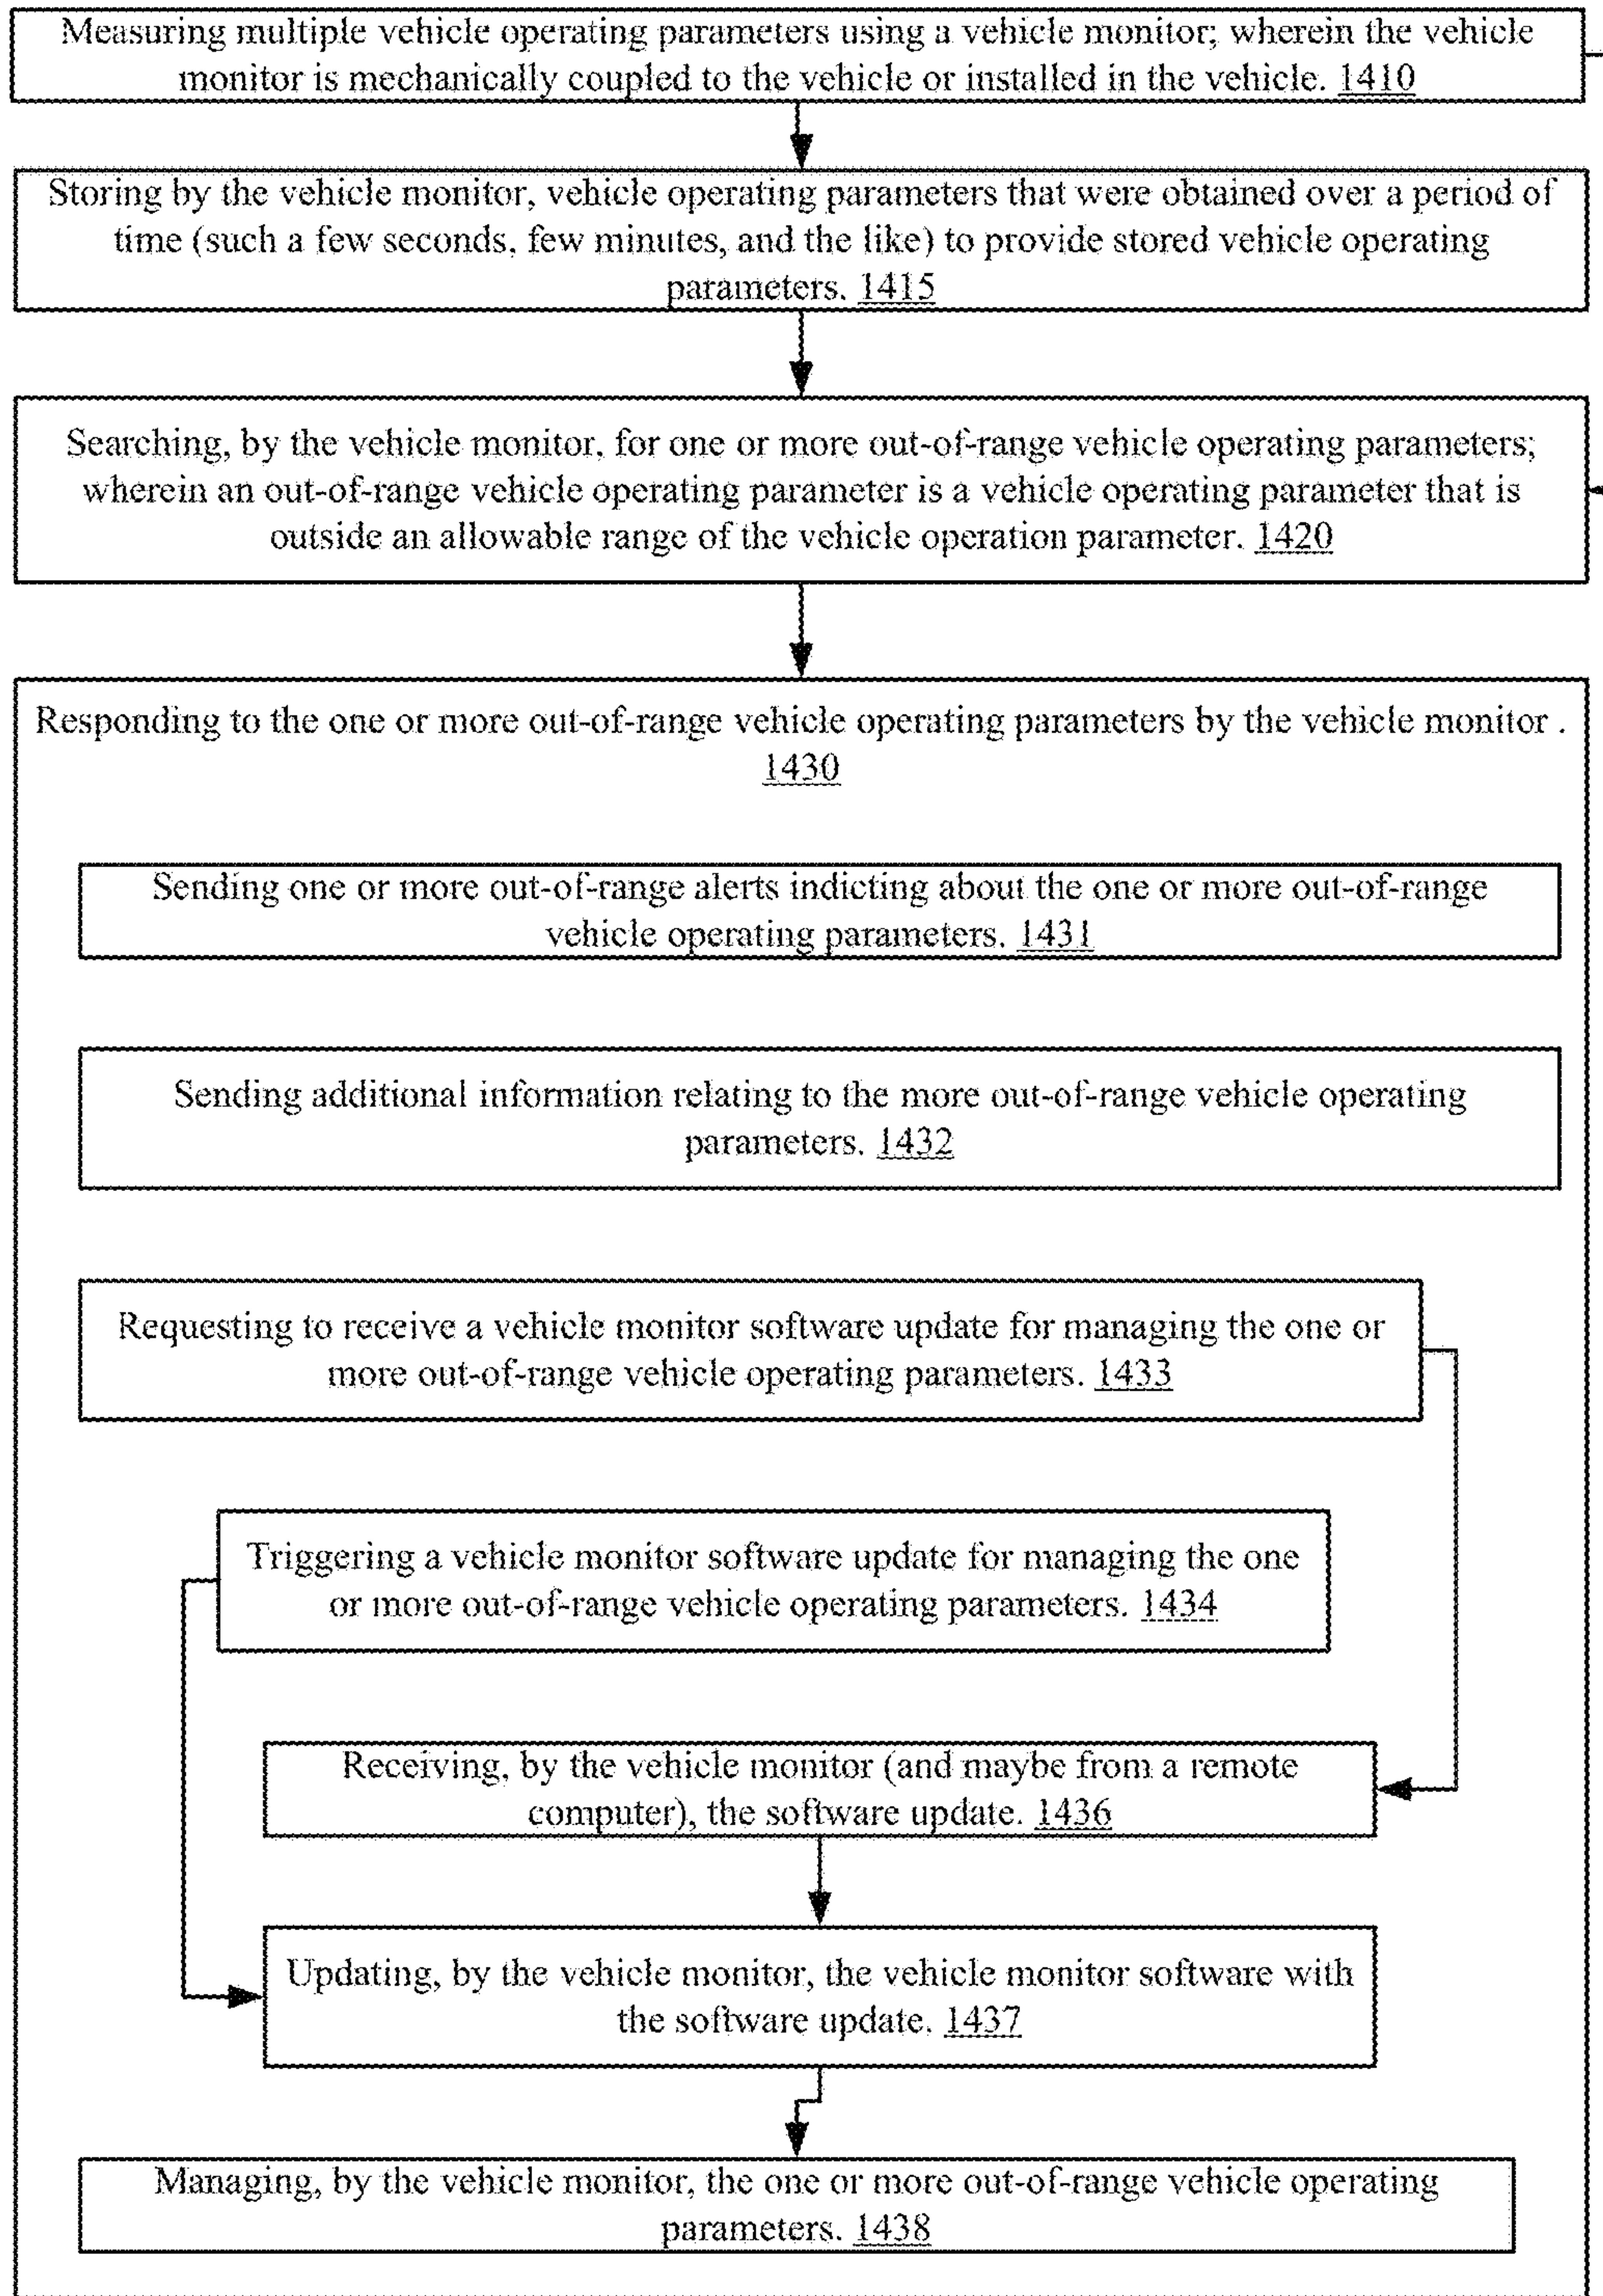 Measuring multiple vehicle operating parameters using a vehicle monitor; wherein the vehicle
monitor is mechanically coupled to the vehicle or installed in the vehicle. 1410
Storing by the vehicle monitor, vehicle operating parameters that were obtained over a period of
time (such a few seconds, few minutes, and the like) to provide stored vehicle operating
parameters. 1415
Searching, by the vehicle monitor, for one or more out-of-range vehicle operating parameters;
wherein an out-of-range vehicle operating parameter is a vehicle operating parameter that is
outside an allowable range of the vehicle operation parameter. 1420
Responding to the one or more out-of-range vehicle operating parameters by the vehicle monitor .
1430
Sending one or more out-of-range alerts indicting about the one or more out-of-range
vehicle operating parameters. 1431
Sending additional information relating to the more out-of-range vehicle operating
parameters. 1432
Requesting to receive a vehicle monitor software update for managing the one or
more out-of-range vehicle operating parameters. 1433
Triggering a vehicle monitor software update for managing the one
or more out-of-range vehicle operating parameters. 1434
Receiving, by the vehicle monitor (and maybe from a remote
computer), the software update. 1436
Updating, by the vehicle monitor, the vehicle monitor software with
the software update. 1437
Managing, by the vehicle monitor, the one or more out-of-range vehicle operating
parameters. 1438